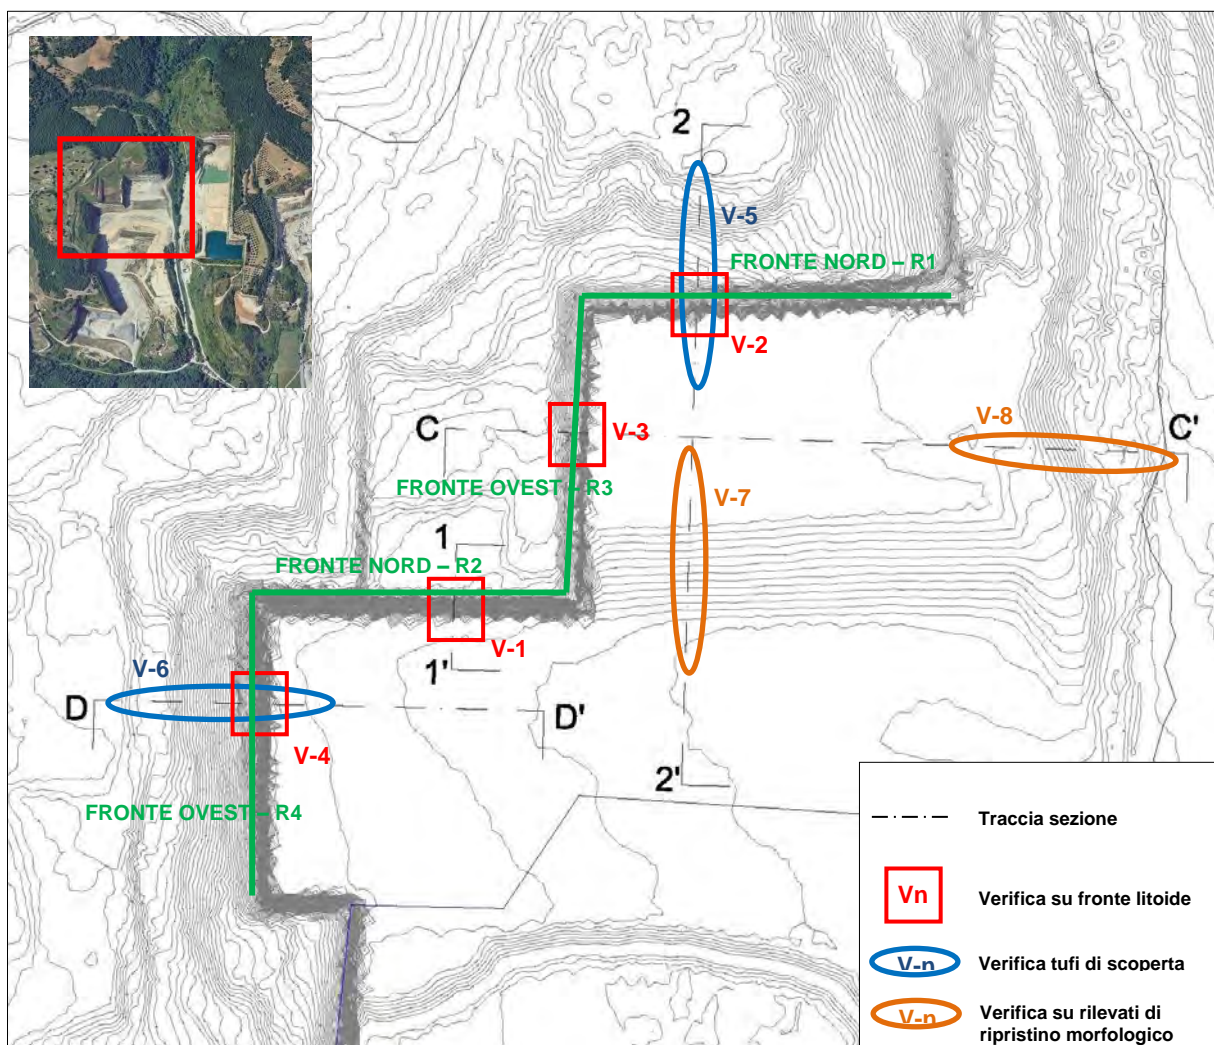 2
V-5
FRONTE NORD – R1
V-2
C
V-3
V-8
C'
FRONTE OVEST – R3
V-7
1
FRONTE NORD – R2
V-1
1'
V-6
D
D'
V-4
2'
FRONTE OVEST – R4
Traccia sezione
Vn
Verifica su fronte litoide
V-n
Verifica tufi di scoperta
V-n
Verifica su rilevati di
ripristino morfologico